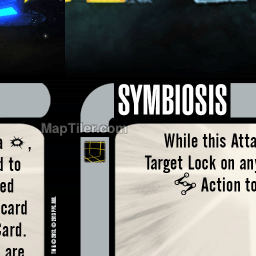 SYMBIOSIS
MapTiler.com
a
d to
ed
card
Card.
are
While this Atta
Target Lock on any
Action to